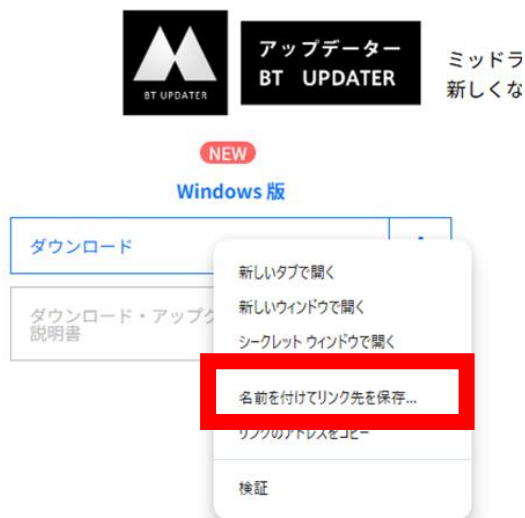 BT UPDATER
アップデーター
BT UPDATER
ミッドラ
新しくな
NEW
Windows 版
ダウンロード
ダウンロード・アップグ
説明書
新しいタブで開く
新しいウィンドウで開く
シークレット ウィンドウで開く
名前を付けてリンク先を保存...
リンクのアドレスをコピー
検証